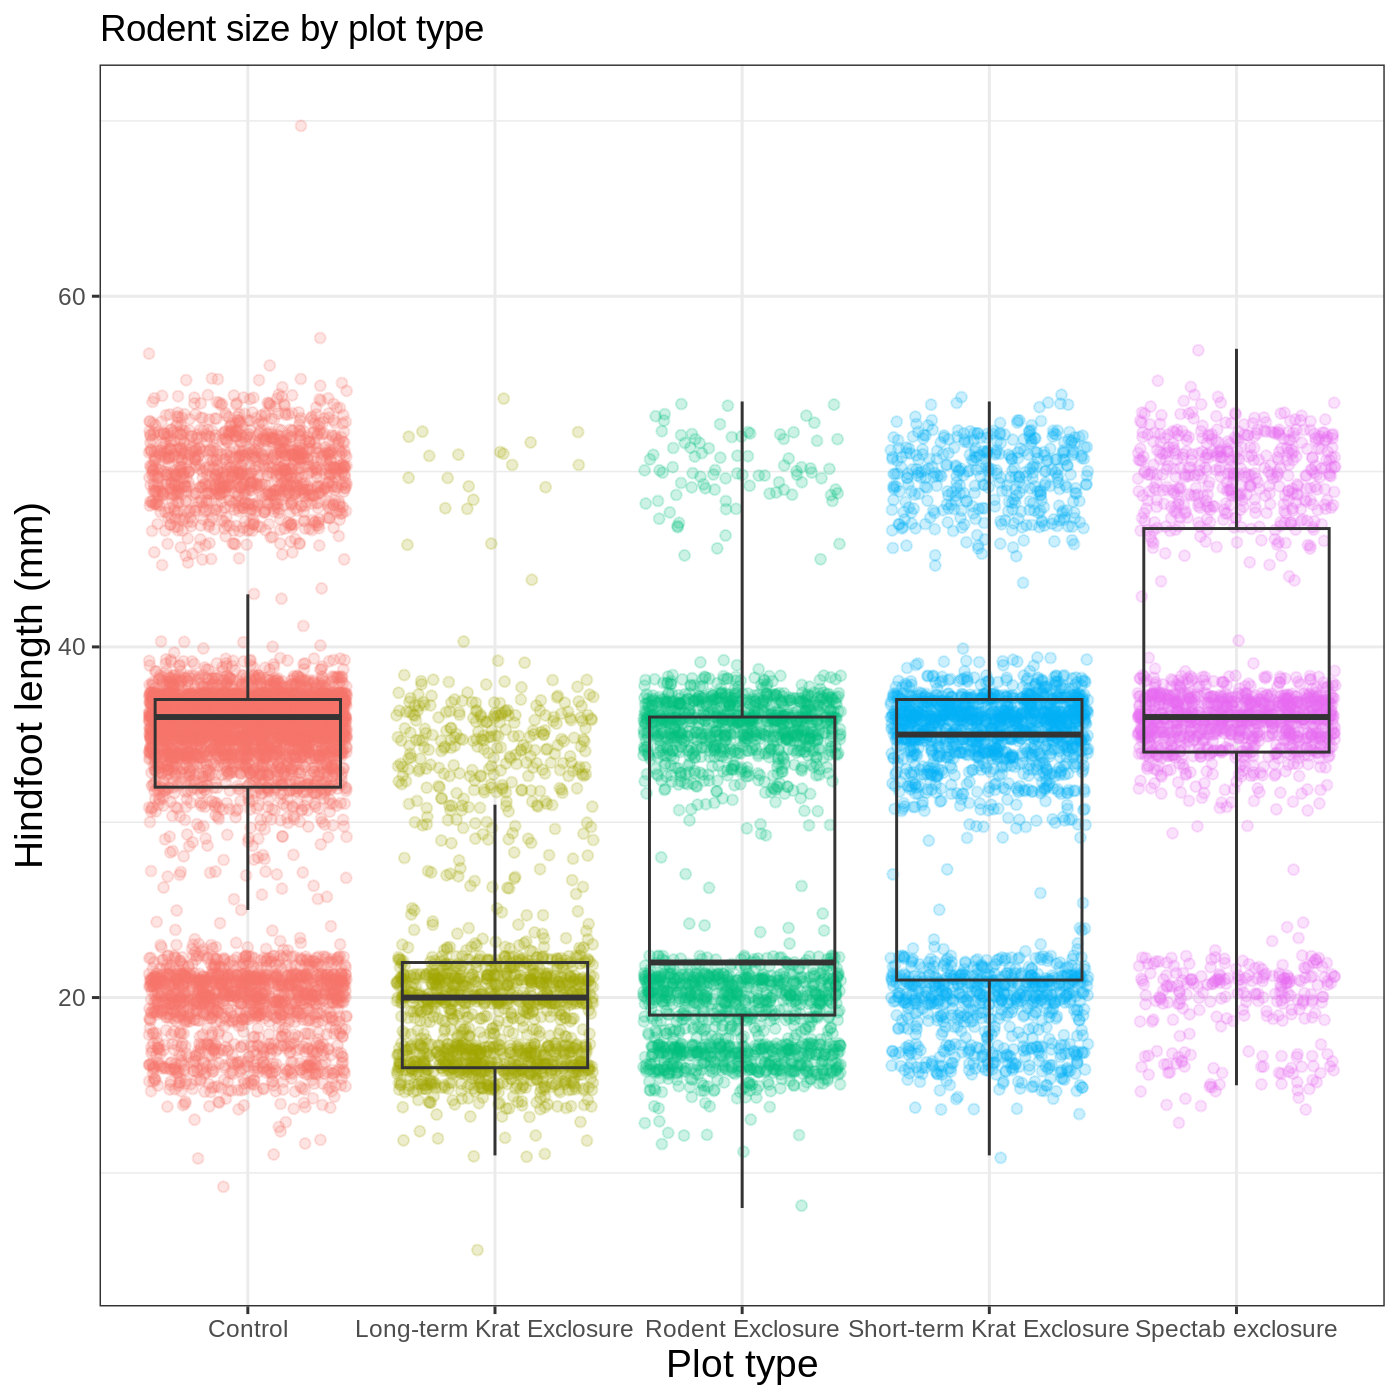 Rodent size by plot type
Hindfoot length (mm)
60
40
20
Control
Long-term Krat Exclosure
Rodent Exclosure
Short-term Krat Exclosure
Spectab exclosure
Plot type